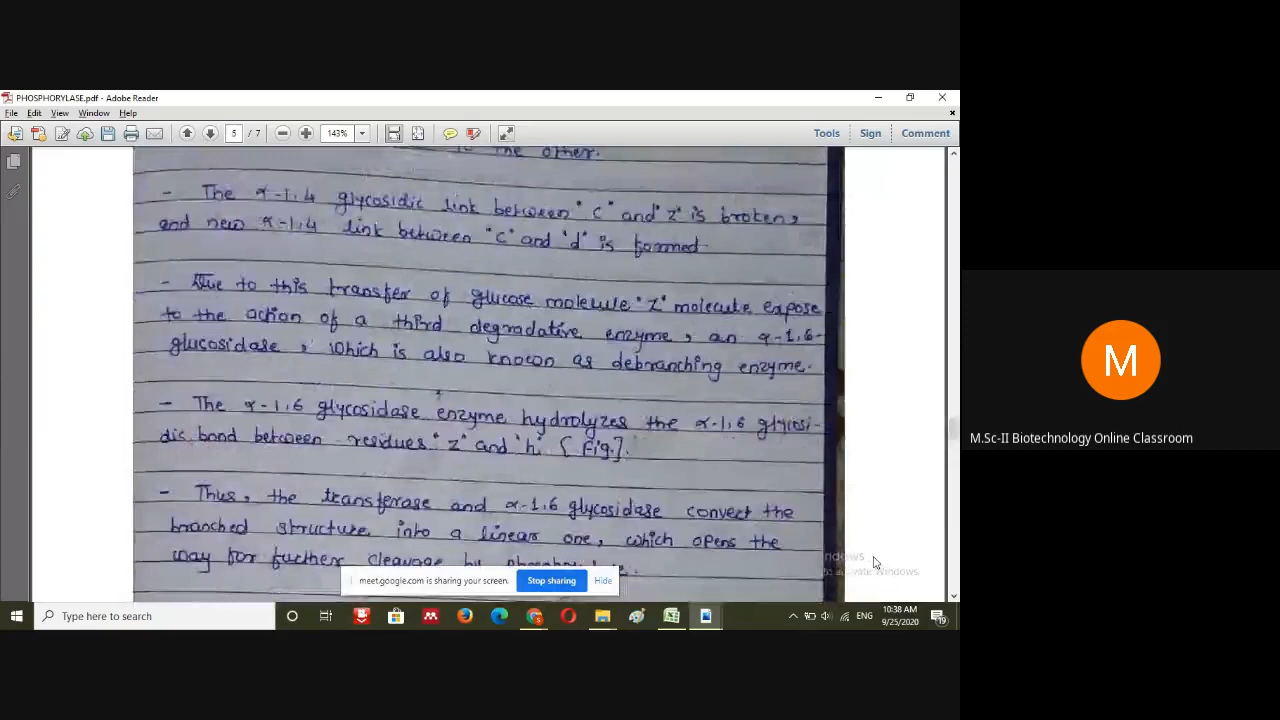 PHOSPHORYLASE.pdf - Adobe Reader
File Edit View Window Help
5 / 7 143% Tools Sign Comment
the other.
- The α-1,4 glycosidic link between "c" and "z" is broken,
and new α-1,4 link between "c" and "d" is formed
- Due to this transfer of glucose molecule "z" molecule expose
to the action of a third degradative enzyme, an α-1,6-
glucosidase, which is also known as debranching enzyme.
- The α-1,6 glycosidase enzyme hydrolyzes the α-1,6 glycosi-
dic bond between residues "z" and "h" [Fig.].
- Thus, the transferase and α-1,6 glycosidase convert the
branched structure into a linear one, which opens the
way for further cleavage by
meet.google.com is sharing your screen. Stop sharing Hide
Type here to search
ENG
10:38 AM
9/25/2020
19
M
M.Sc-II Biotechnology Online Classroom